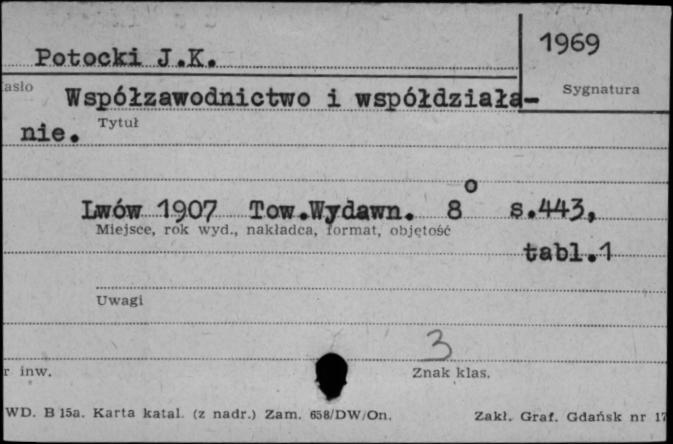 1969
Potocki J.K.
asło
Sygnatura
Współzawodnictwo i współdziała-
Tytuł
nie.
Lwów 1907 Tow.Wydawn. 8° s.443,
Miejsce, rok wyd., nakładca, format, objętość
tabl.1
Uwagi
3
r inw.
Znak klas.
WD. B 15a. Karta katal. (z nadr.) Zam. 658/DW/On.
Zakł. Graf. Gdańsk nr 17